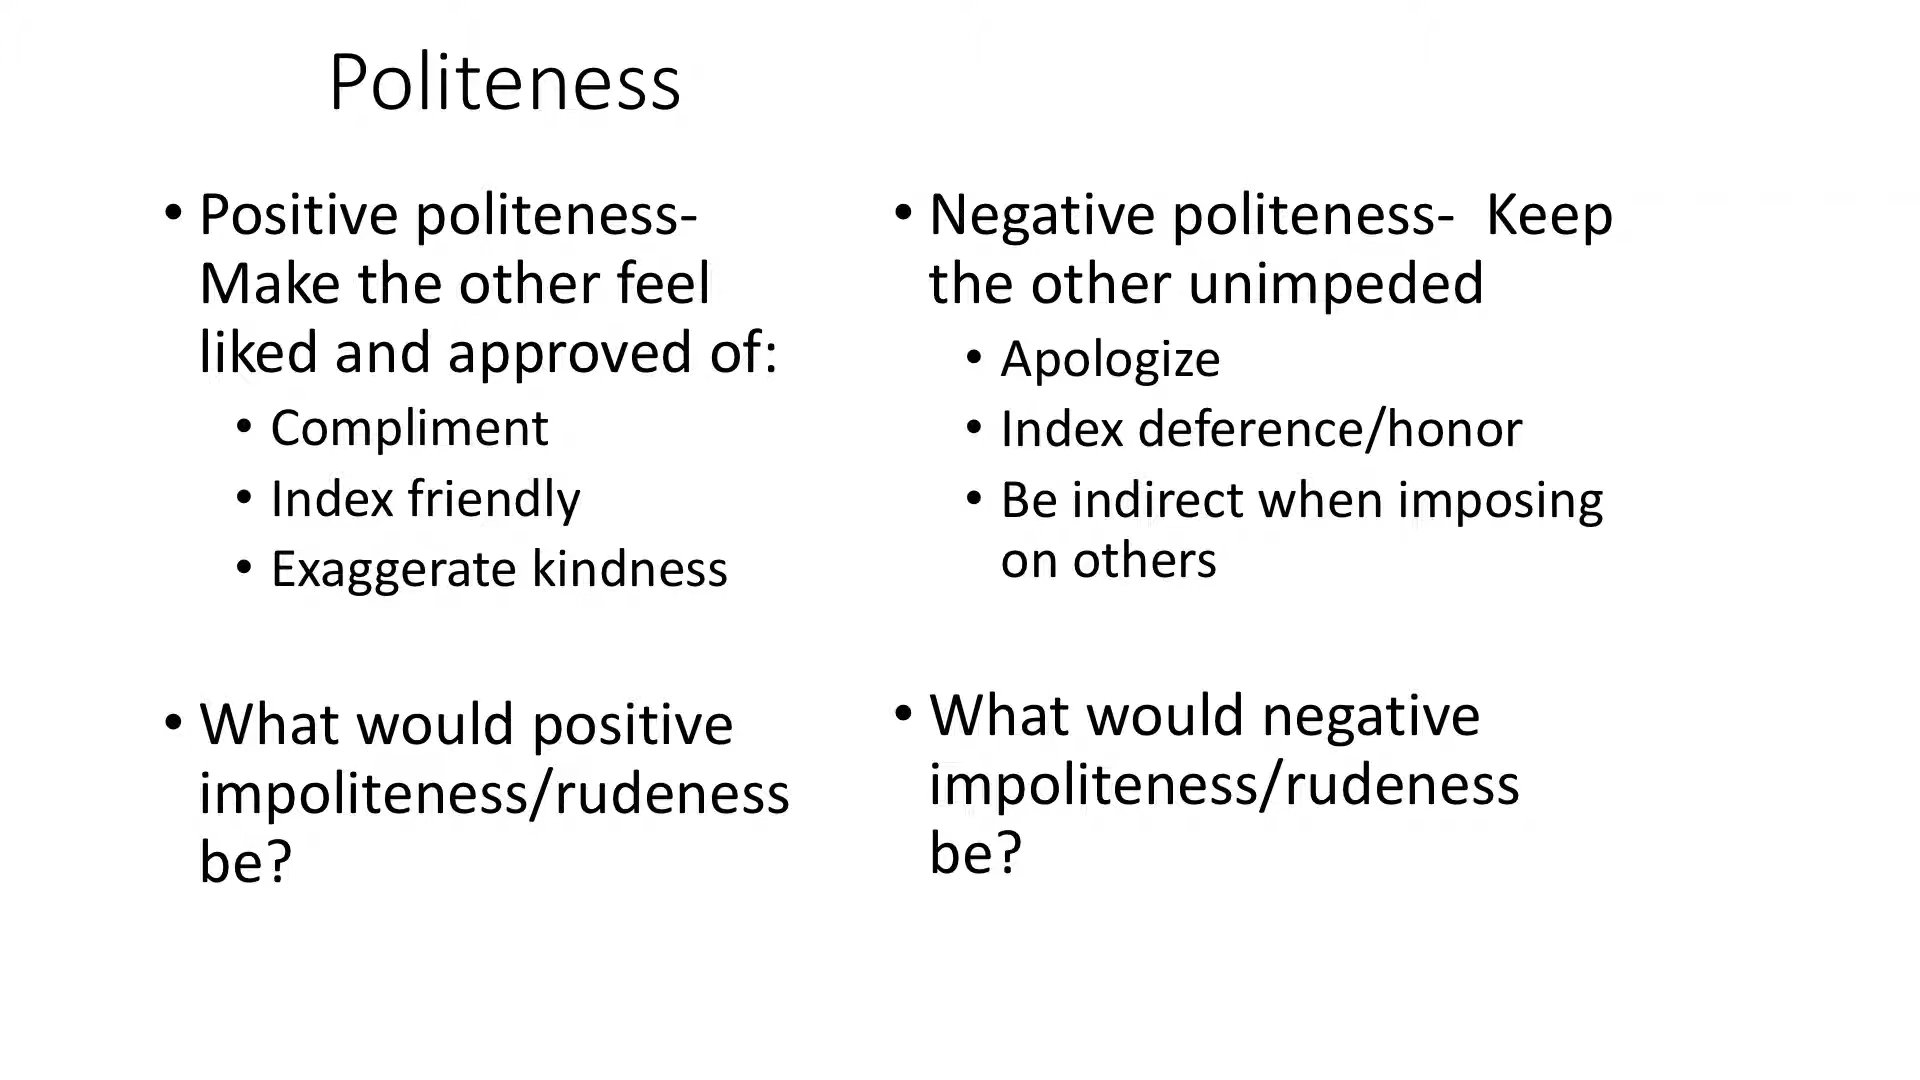 Politeness
• Positive politeness-
Make the other feel
liked and approved of:
• Compliment
• Index friendly
• Exaggerate kindness
• What would positive
impoliteness/rudeness
be?
• Negative politeness-  Keep
the other unimpeded
• Apologize
• Index deference/honor
• Be indirect when imposing
on others
• What would negative
impoliteness/rudeness
be?